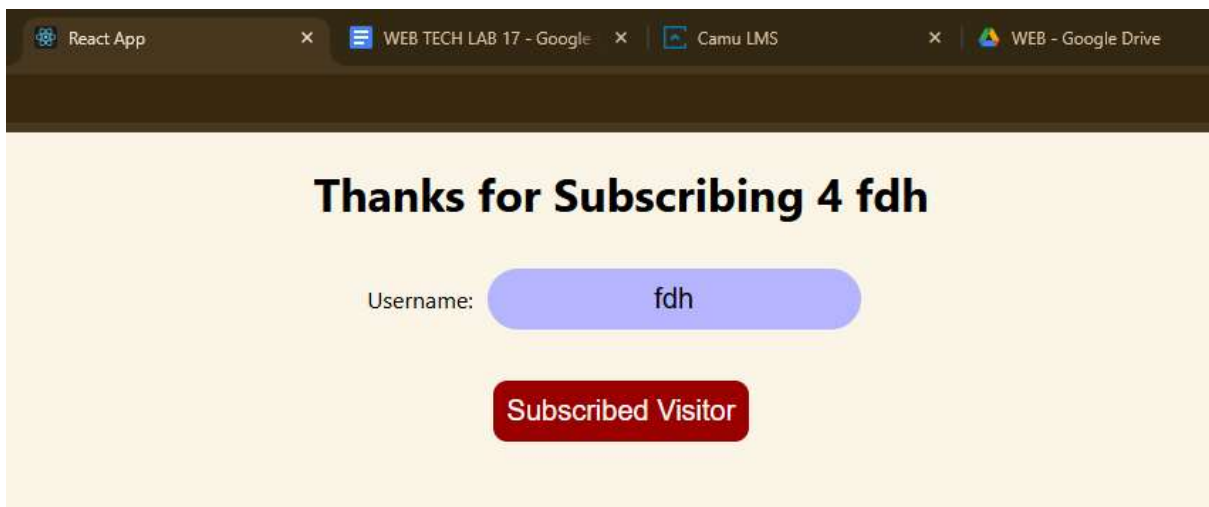 React App
WEB TECH LAB 17 - Google
Camu LMS
WEB - Google Drive
Thanks for Subscribing 4 fdh
Username:
fdh
Subscribed Visitor